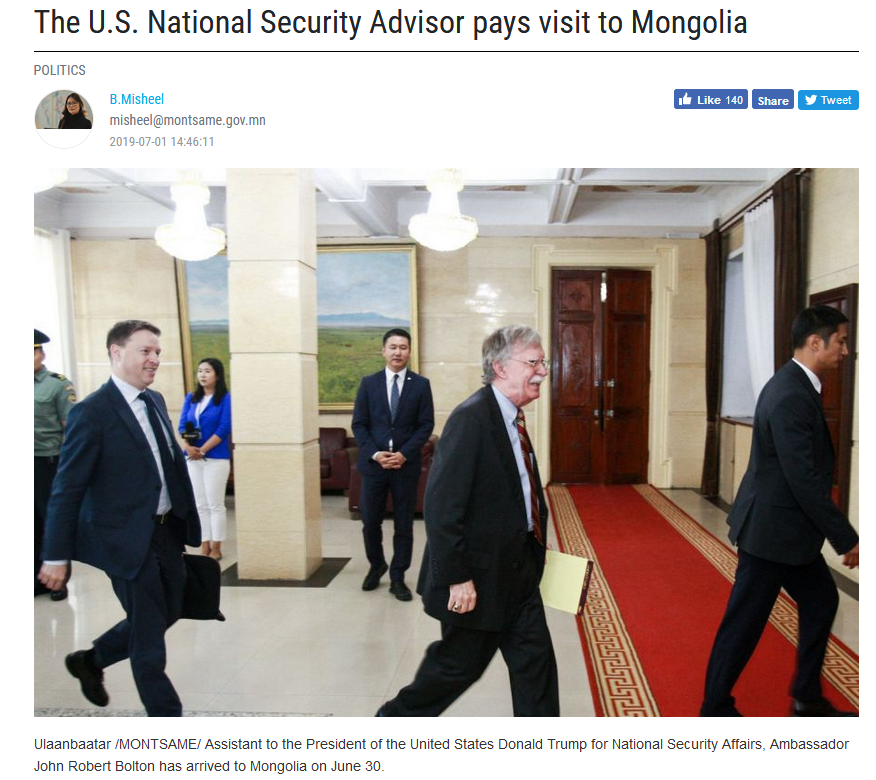 The U.S. National Security Advisor pays visit to Mongolia
POLITICS
B.Misheel
misheel@montsame.gov.mn
2019-07-01 14:46:11
Like 140 Share Tweet
Ulaanbaatar /MONTSAME/ Assistant to the President of the United States Donald Trump for National Security Affairs, Ambassador
John Robert Bolton has arrived to Mongolia on June 30.